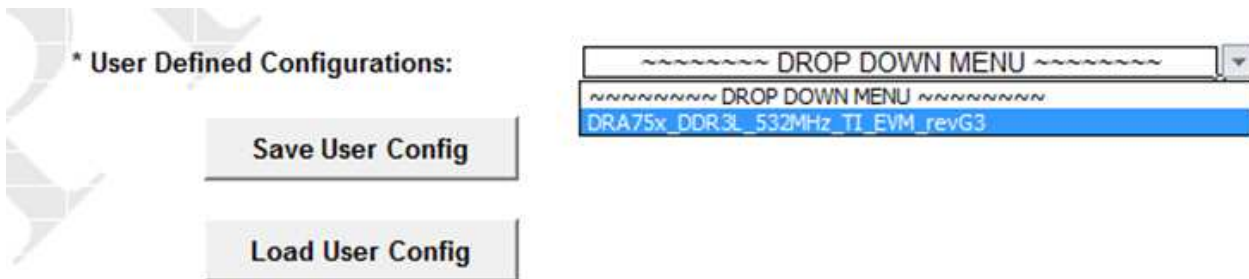 * User Defined Configurations:
~~~~~~~~ DROP DOWN MENU ~~~~~~~~
~~~~~~~~ DROP DOWN MENU ~~~~~~~~
DRA75x_DDR3L_532MHz_TI_EVM_revG3
Save User Config
Load User Config